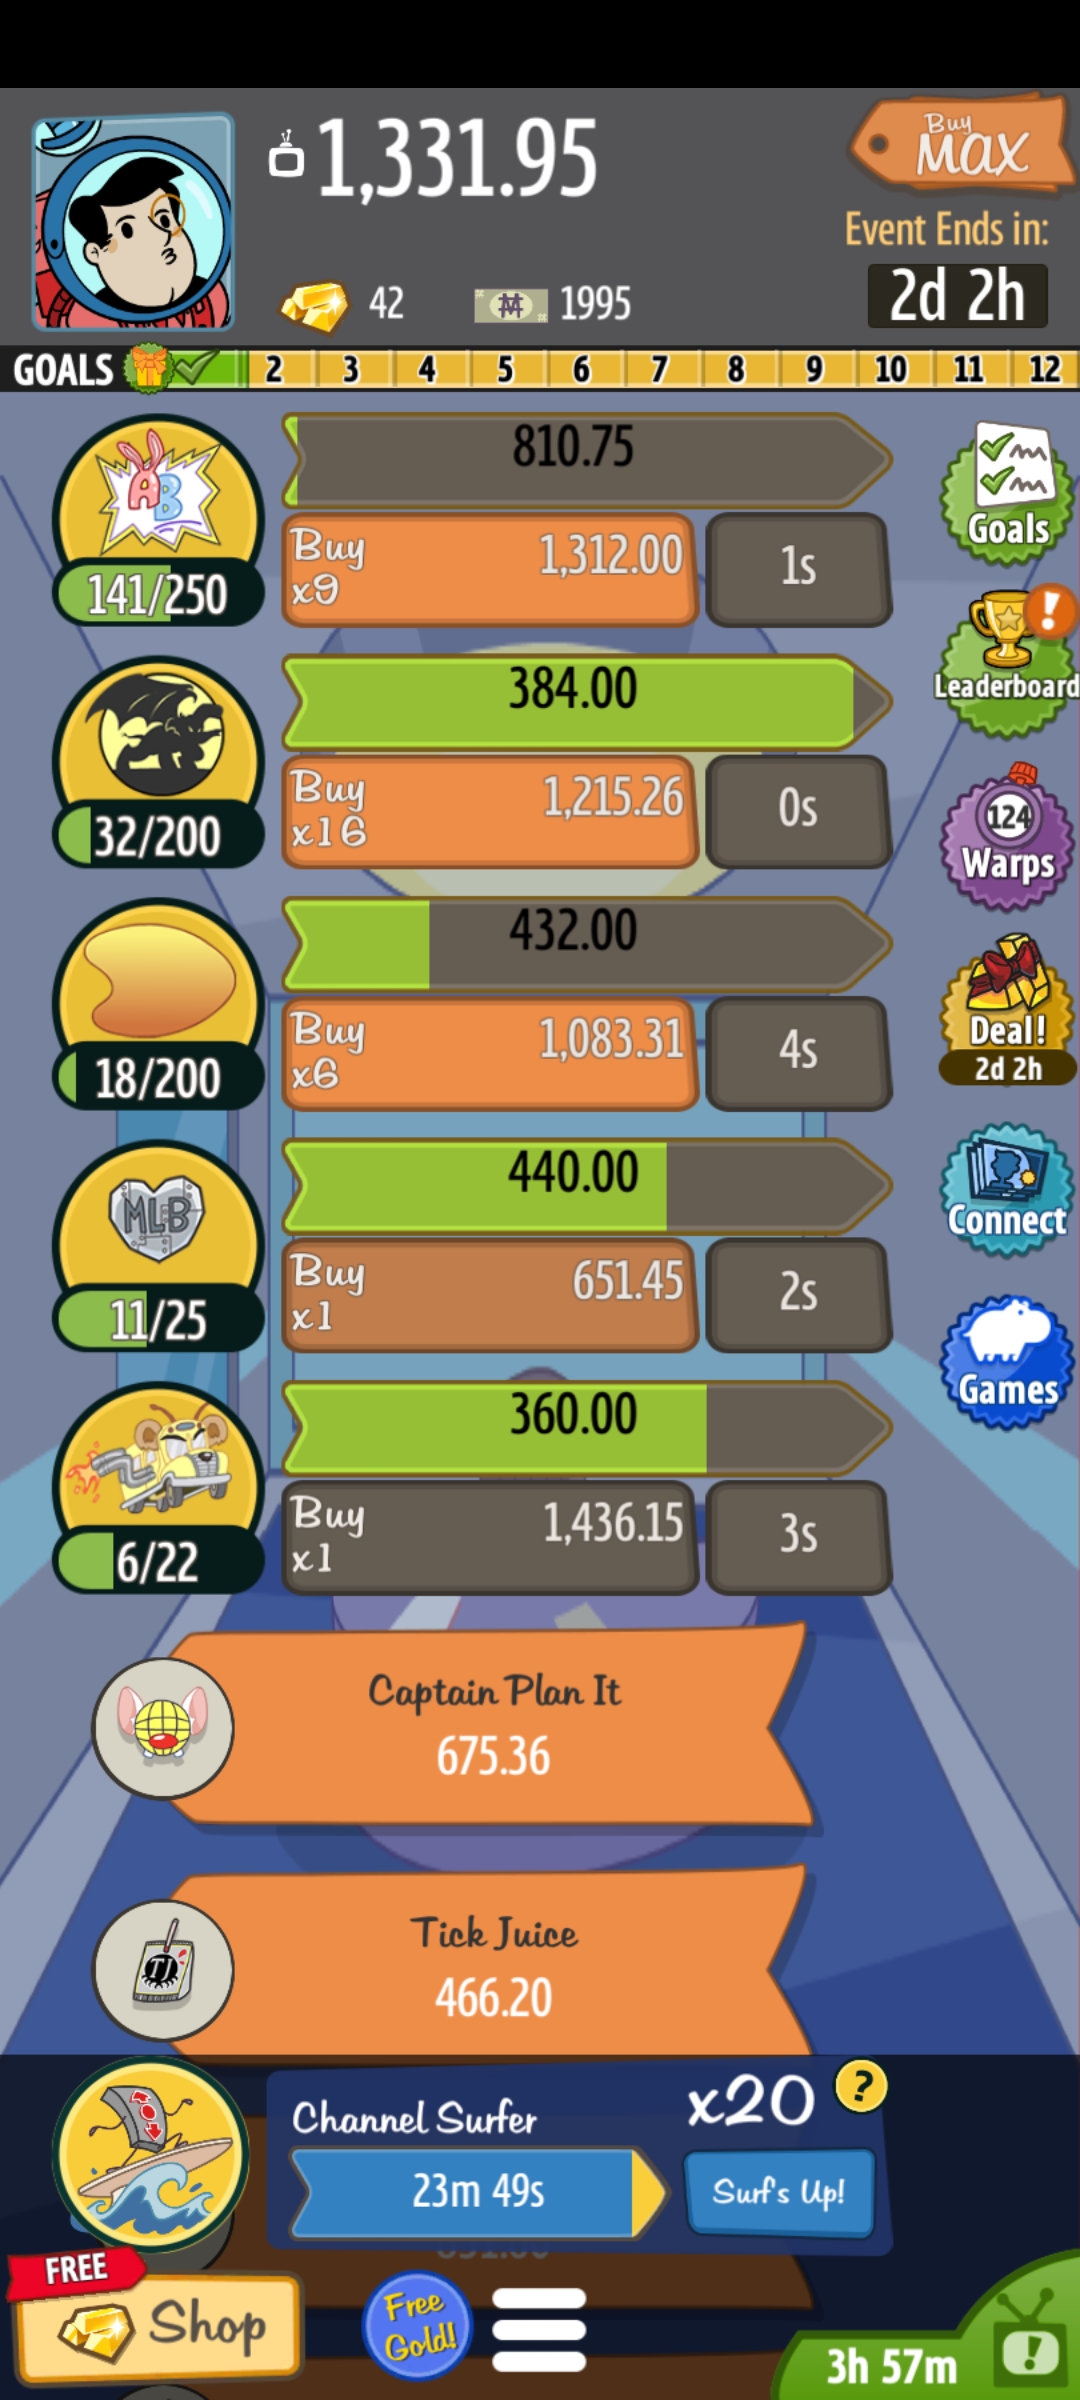 1,331.95
Buy
MAX
Event Ends in:
2d 2h
42
1995
GOALS 2 3 4 5 6 7 8 9 10 11 12
AB
810.75
141/250
Buy
x9
1,312.00
1s
Goals
384.00
32/200
Buy
x16
1,215.26
0s
Leaderboard
124
Warps
432.00
18/200
Buy
x6
1,083.31
4s
Deal!
2d 2h
MLB
440.00
11/25
Buy
x1
651.45
2s
Connect
360.00
6/22
Buy
x1
1,436.15
3s
Games
Captain Plan It
675.36
TJ
Tick Juice
466.20
Channel Surfer
x20
?
23m 49s
Surf's Up!
FREE
Shop
Free
Gold!
3h 57m